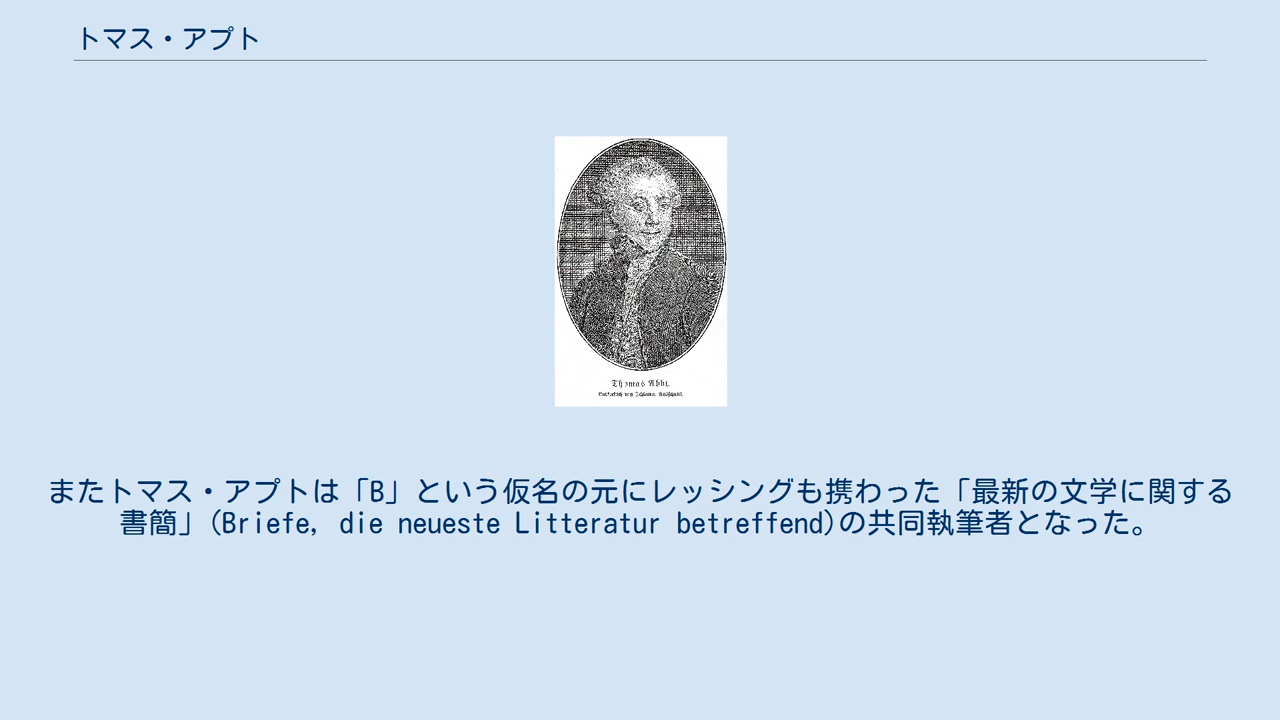 トマス・アプト
Thomas Abbt.
またトマス・アプトは「B」という仮名の元にレッシングも携わった「最新の文学に関する
書簡」(Briefe, die neueste Litteratur betreffend)の共同執筆者となった。